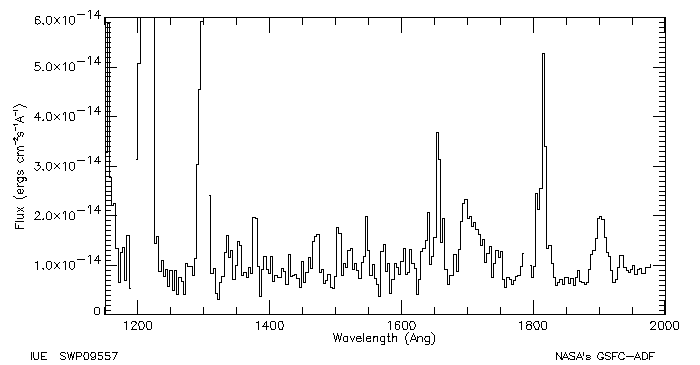 6.0×10⁻¹⁴
5.0×10⁻¹⁴
4.0×10⁻¹⁴
3.0×10⁻¹⁴
2.0×10⁻¹⁴
1.0×10⁻¹⁴
0
Flux (ergs cm⁻²s⁻¹A⁻¹)
1200 1400 1600 1800 2000
Wavelength (Ang)
IUE SWP09557 NASA's GSFC–ADF